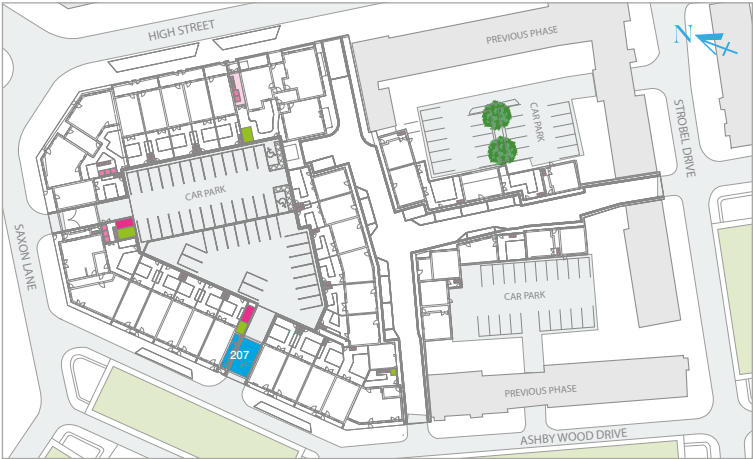 HIGH STREET
PREVIOUS PHASE
N
CAR PARK
STROBEL DRIVE
CAR PARK
SAXON LANE
CAR PARK
207
PREVIOUS PHASE
ASHBY WOOD DRIVE